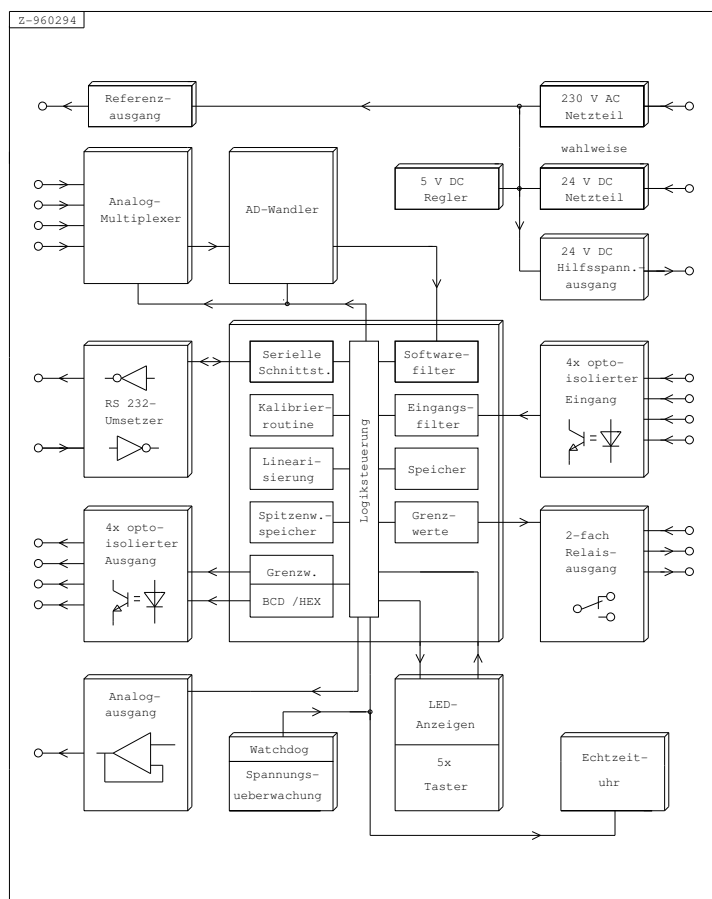 Z-960294
Referenz-
ausgang
230 V AC
Netzteil
wahlweise
5 V DC
Regler
24 V DC
Netzteil
24 V DC
Hilfsspann.-
ausgang
Analog-
Multiplexer
AD-Wandler
RS 232-
Umsetzer
Serielle
Schnittst.
Software-
filter
Kalibrier-
routine
Eingangs-
filter
Lineari-
sierung
Speicher
Spitzenw.-
speicher
Grenz-
werte
Grenzw.
BCD /HEX
Logiksteuerung
4x opto-
isolierter
Eingang
=
4x opto-
isolierter
Ausgang
=
2-fach
Relais-
ausgang
Analog-
ausgang
Watchdog
Spannungs-
ueberwachung
LED-
Anzeigen
5x
Taster
Echtzeit-
uhr